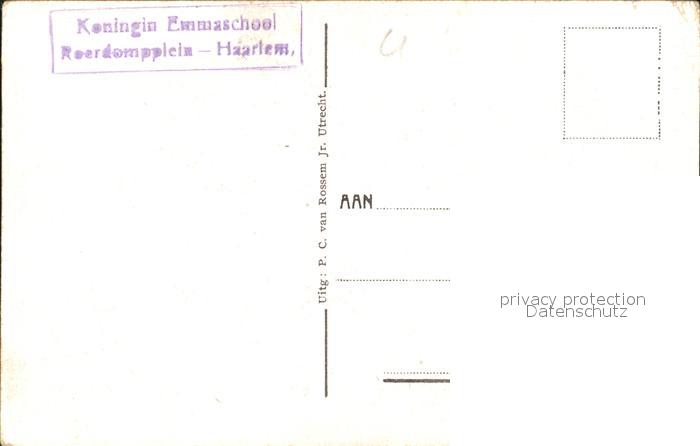 Koningin Emmaschool
Roerdompplein — Haarlem.
Uitg: P. C. van Rossem Jr. Utrecht.
AAN
privacy protection
Datenschutz